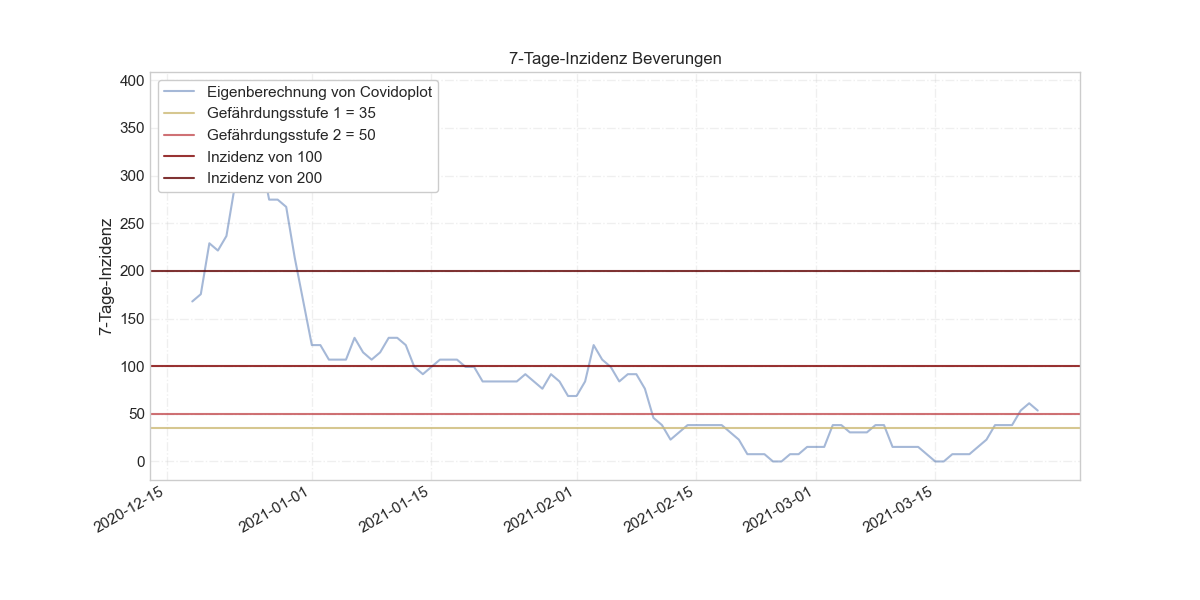 7-Tage-Inzidenz Beverungen
400
350
300
250
200
150
100
50
0
7-Tage-Inzidenz
Eigenberechnung von Covidoplot
Gefährdungsstufe 1 = 35
Gefährdungsstufe 2 = 50
Inzidenz von 100
Inzidenz von 200
2020-12-15
2021-01-01
2021-01-15
2021-02-01
2021-02-15
2021-03-01
2021-03-15